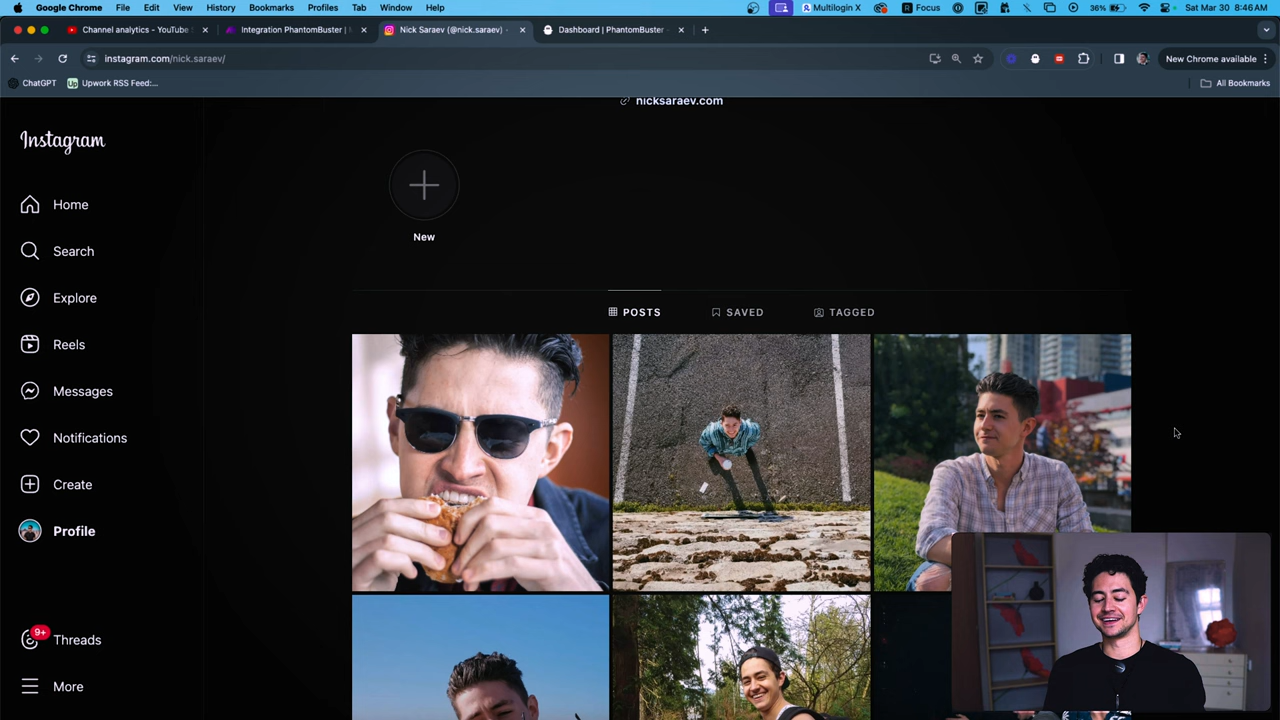 Google Chrome File Edit View History Bookmarks Profiles Tab Window Help Multilogin X Focus 36% Sat Mar 30 8:46 AM
Channel analytics - YouTube × Integration PhantomBuster | × Nick Saraev (@nick.saraev) · × Dashboard | PhantomBuster × +
instagram.com/nick.saraev/ New Chrome available
ChatGPT Up Upwork RSS Feed:... All Bookmarks
nicksaraev.com
Instagram
Home
Search
Explore
Reels
Messages
Notifications
Create
Profile
9+
Threads
More
New
POSTS SAVED TAGGED